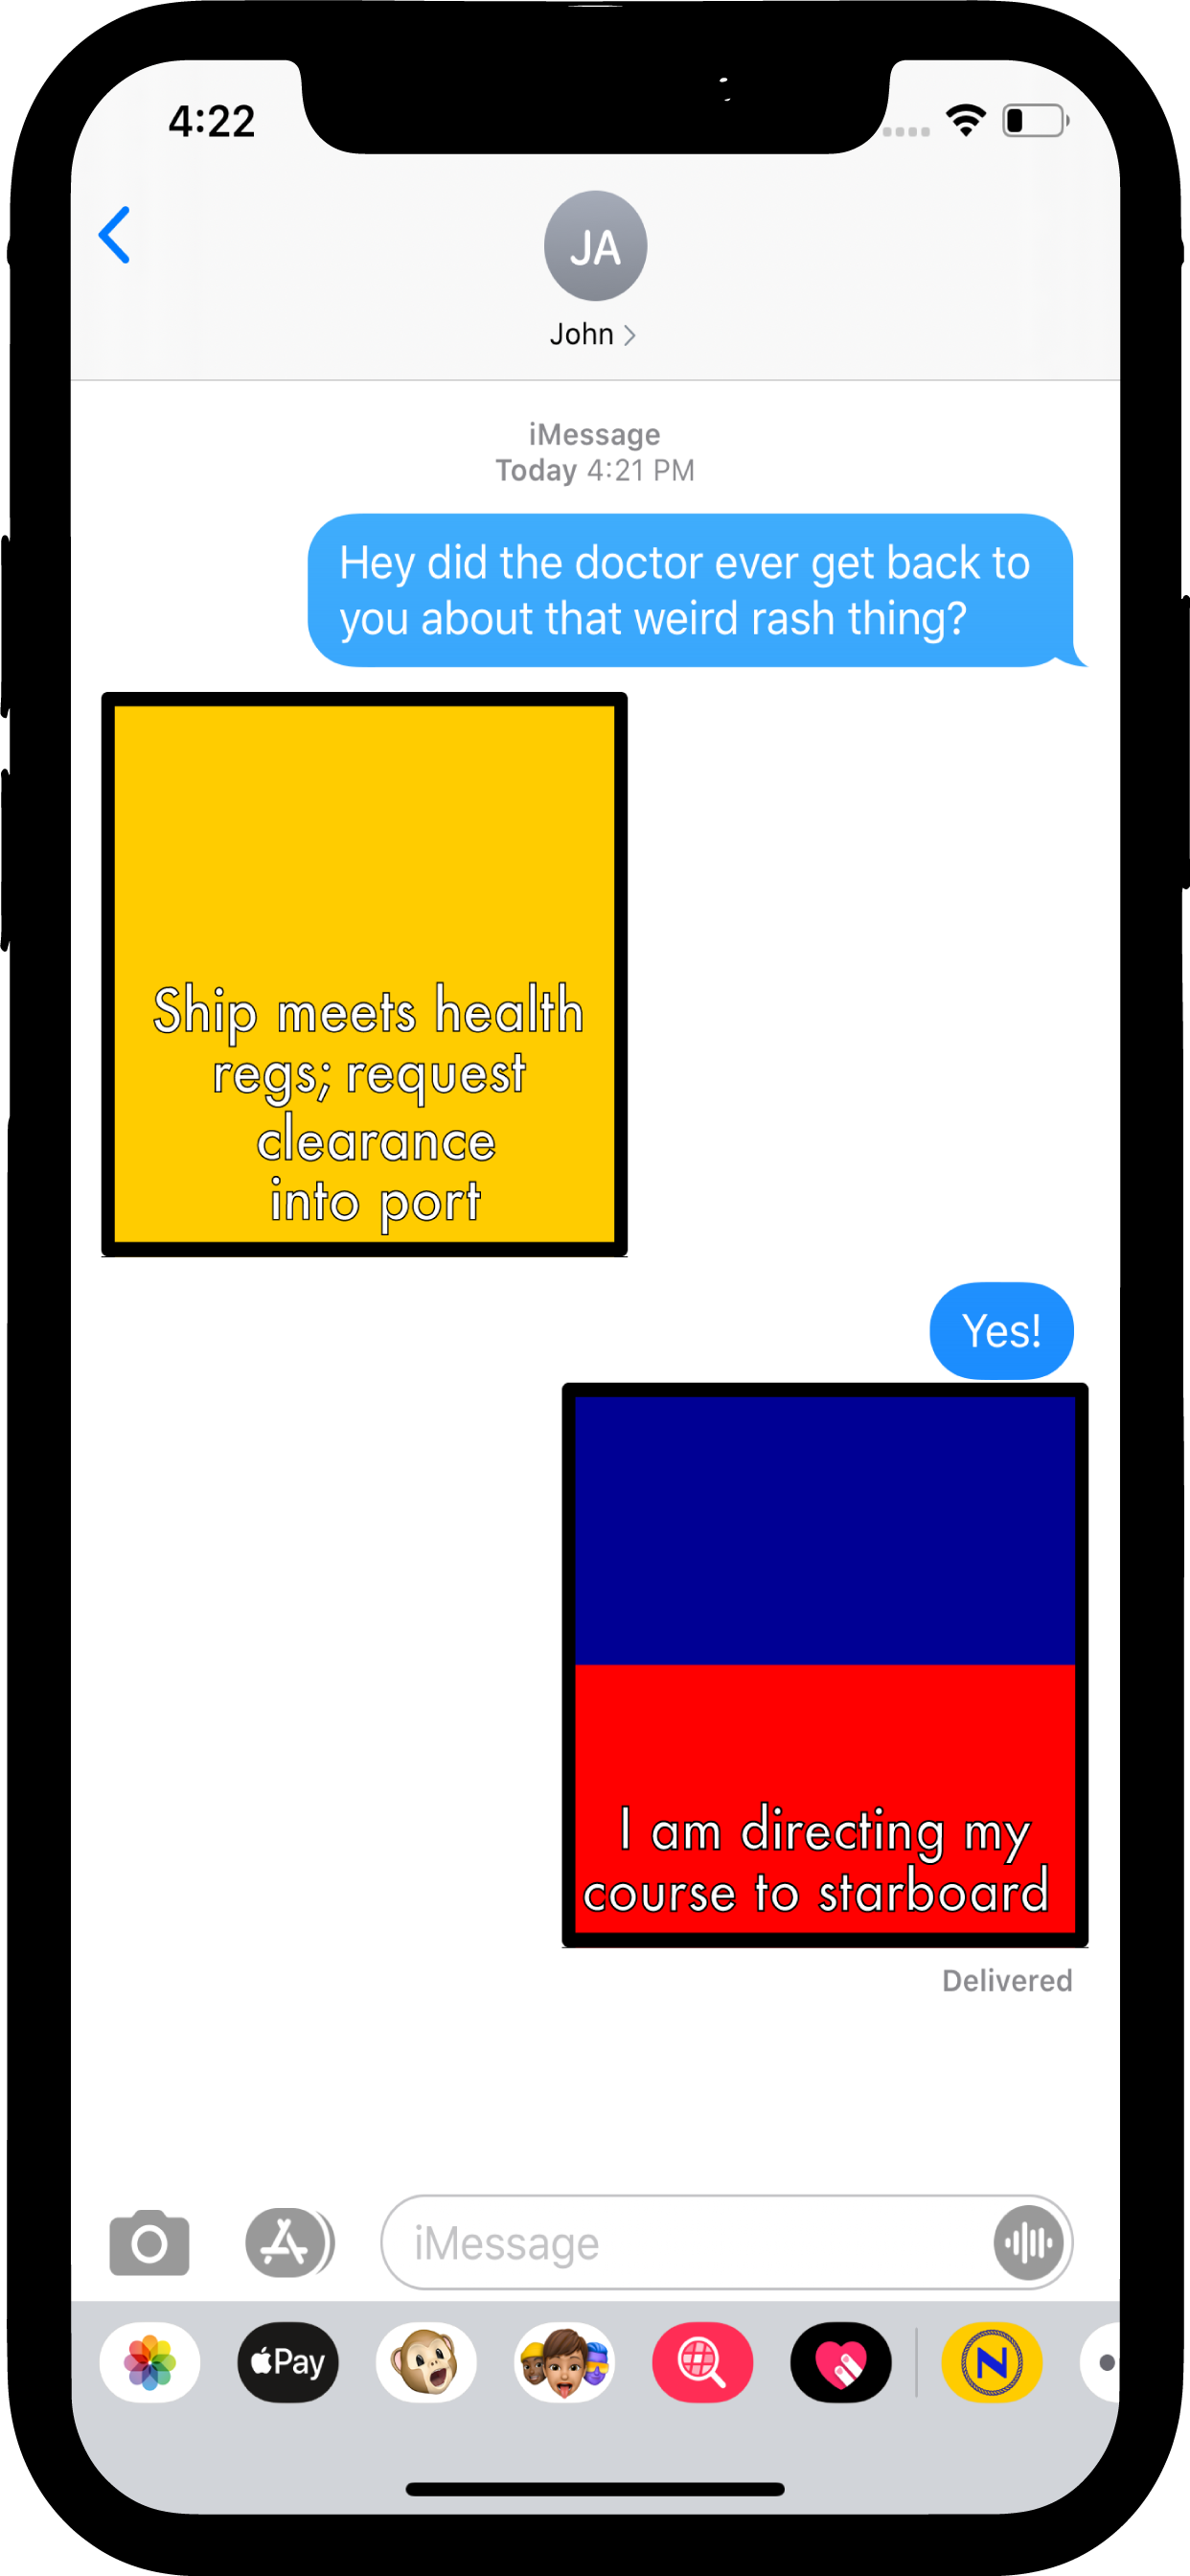 4:22
JA
John
iMessage
Today 4:21 PM
Hey did the doctor ever get back to
you about that weird rash thing?
Ship meets health
regs; request
clearance
into port
Yes!
I am directing my
course to starboard
Delivered
iMessage
Pay
N